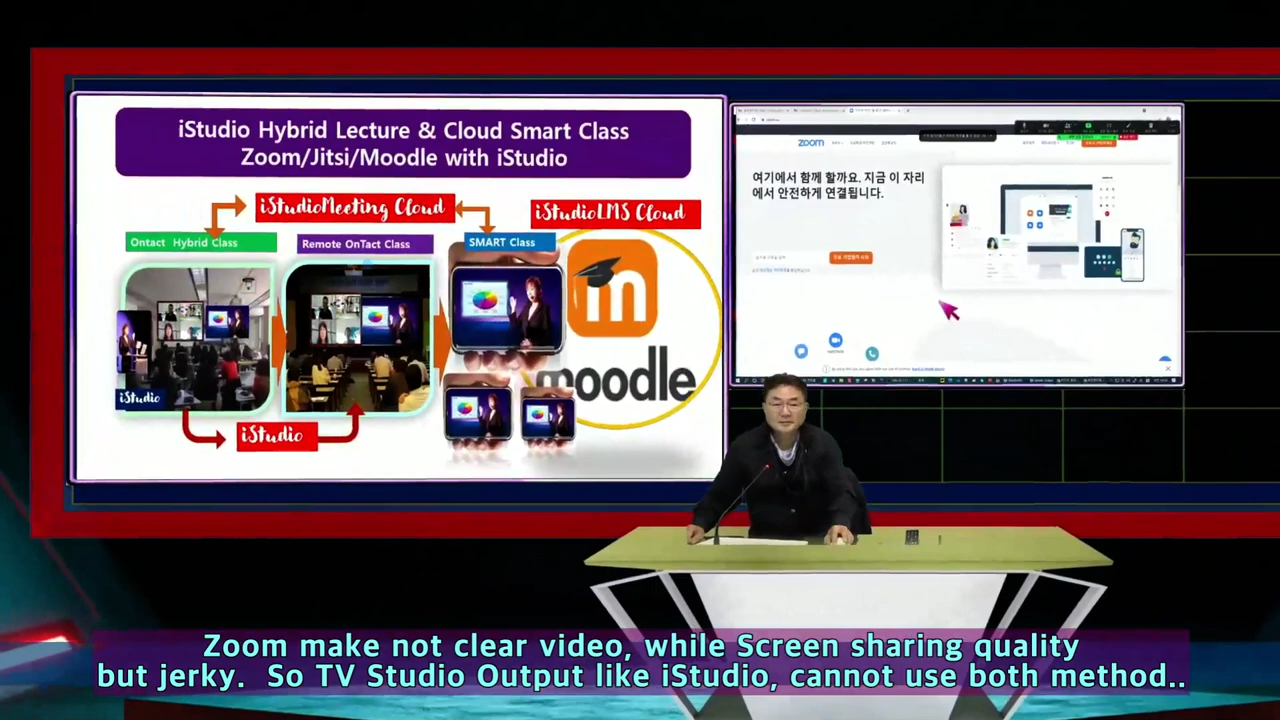 iStudio Hybrid Lecture & Cloud Smart Class
Zoom/Jitsi/Moodle with iStudio
iStudioMeeting Cloud
iStudioLMS Cloud
Ontact Hybrid Class
Remote OnTact Class
SMART Class
iStudio
iStudio
m
moodle
zoom
여기에서 함께 할까요. 지금 이 자리
에서 안전하게 연결됩니다.
Zoom make not clear video, while Screen sharing quality
but jerky. So TV Studio Output like iStudio, cannot use both method..